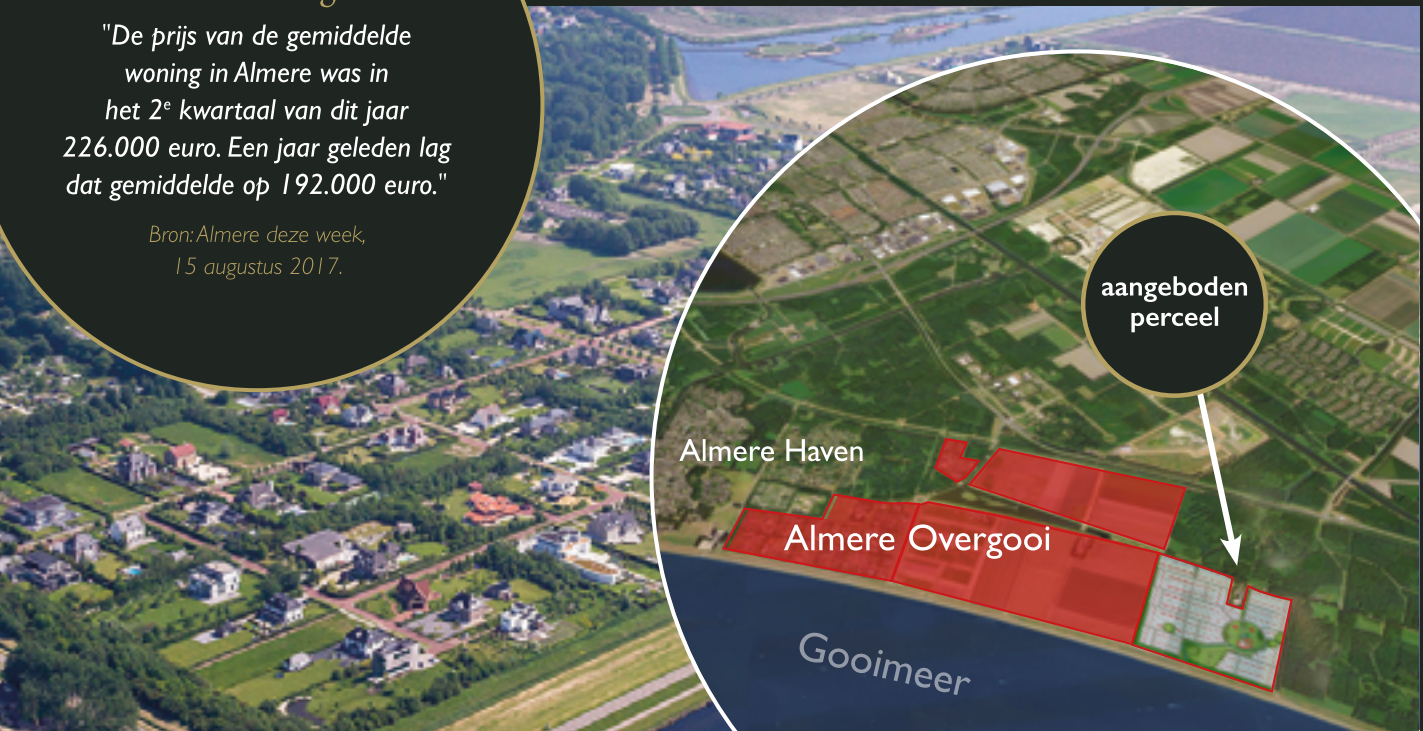 "De prijs van de gemiddelde
woning in Almere was in
het 2e kwartaal van dit jaar
226.000 euro. Een jaar geleden lag
dat gemiddelde op 192.000 euro."
Bron: Almere deze week,
15 augustus 2017.
aangeboden
perceel
Almere Haven
Almere Overgooi
Gooimeer